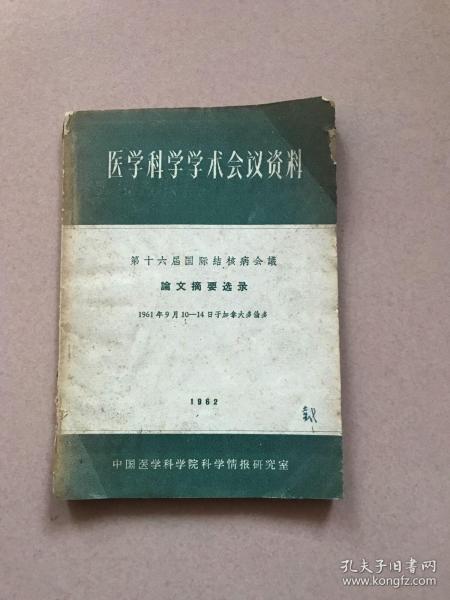 医学科学学术会议资料
第十六届国际结核病会議
論文摘要选录
1961年9月10—14日于加拿大多倫多
1962
中国医学科学院科学情报研究室
孔夫子旧书网
www.kongfz.com